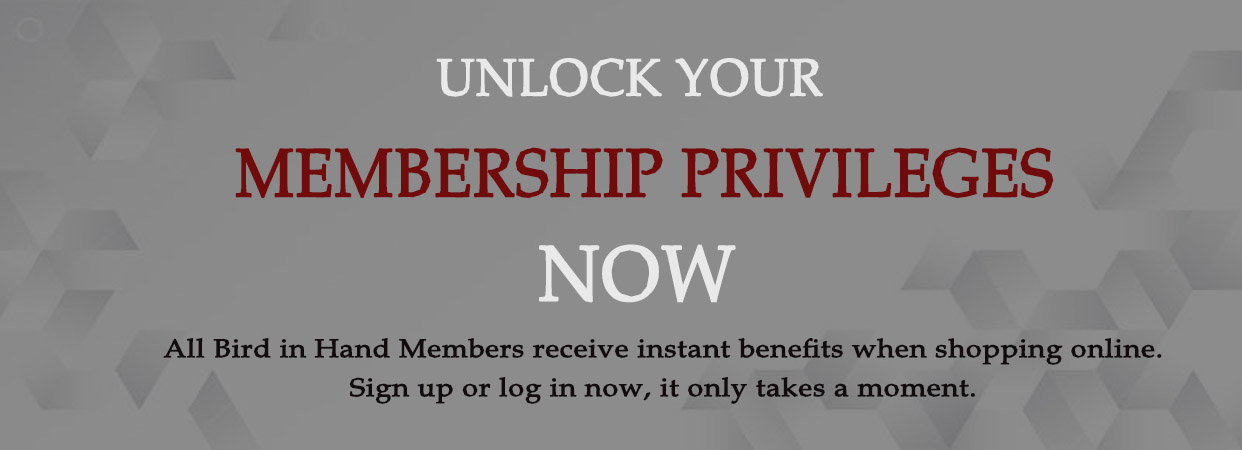 UNLOCK YOUR
MEMBERSHIP PRIVILEGES
NOW
All Bird in Hand Members receive instant benefits when shopping online.
Sign up or log in now, it only takes a moment.